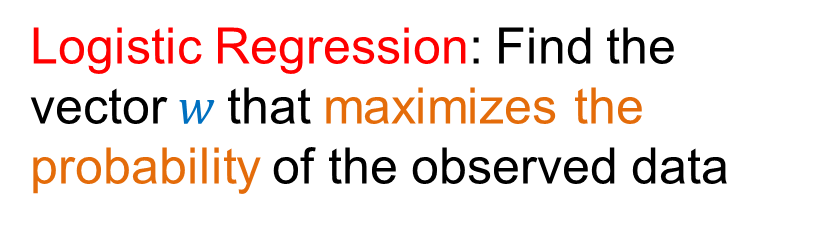 Logistic Regression: Find the
vector w that maximizes the
probability of the observed data